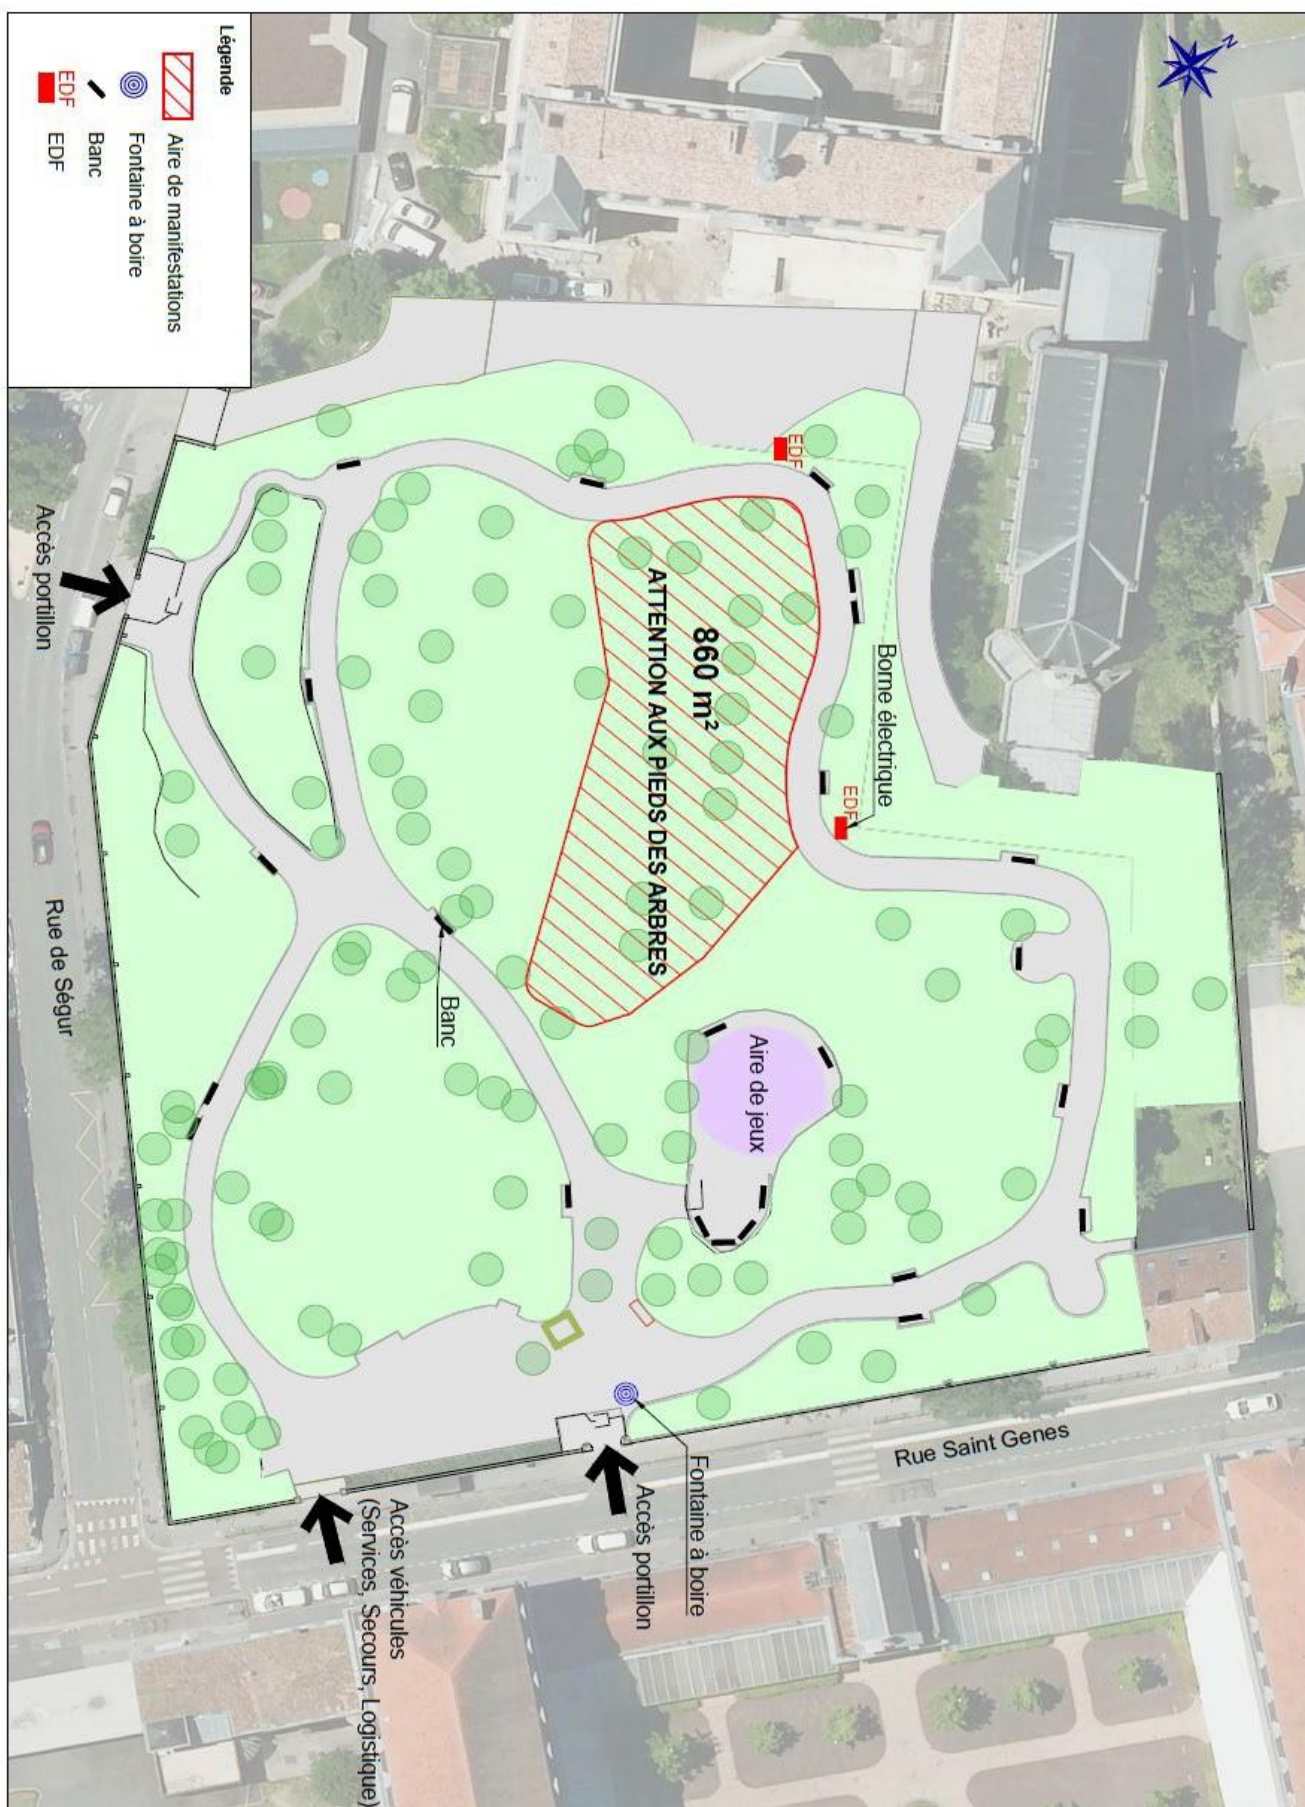 Légende
Aire de manifestations
Fontaine à boire
Banc
EDF
EDF
N
EDF
Borne électrique
EDF
860 m²
ATTENTION AUX PIEDS DES ARBRES
Accès portillon
Rue de Ségur
Banc
Aire de jeux
Rue Saint Genes
Fontaine à boire
Accès portillon
Accès véhicules
(Services, Secours, Logistique)